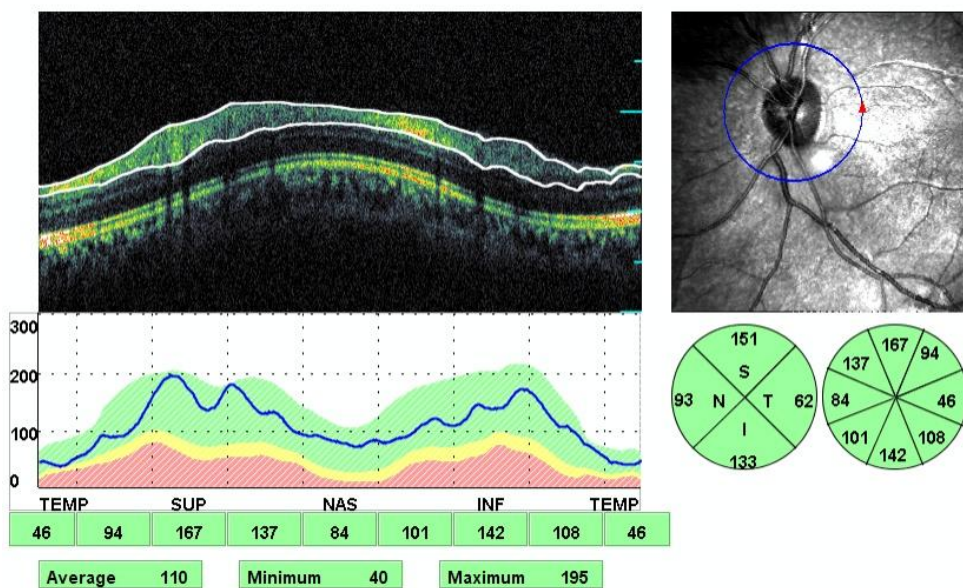 300
200
100
0
TEMP SUP NAS INF TEMP
46 94 167 137 84 101 142 108 46
Average 110 Minimum 40 Maximum 195
151
S
93 N T 62
I
133
167
137 94
84 46
101 108
142